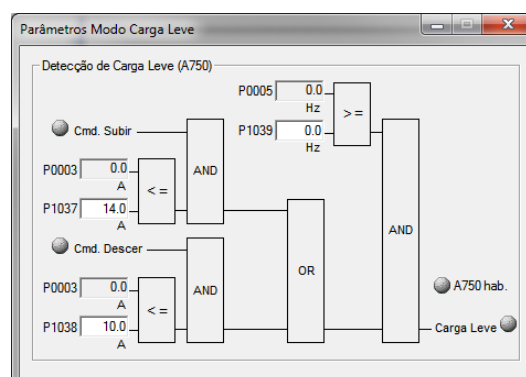 Parâmetros Modo Carga Leve
Detecção de Carga Leve (A750)
P0005 0.0
Hz
P1039 0.0
Hz
>=
Cmd. Subir
P0003 0.0
A
<=
AND
P1037 14.0
A
AND
Cmd. Descer
OR
P0003 0.0
A
AND
A750 hab.
<=
P1038 10.0
A
Carga Leve